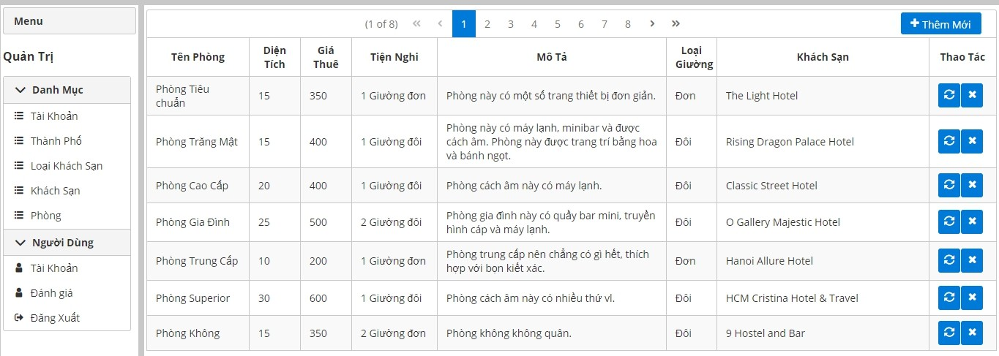 Menu
Quản Trị
Danh Mục
Tài Khoản
Thành Phố
Loại Khách Sạn
Khách Sạn
Phòng
Người Dùng
Tài Khoản
Đánh giá
Đăng Xuất
(1 of 8) 1 2 3 4 5 6 7 8 Thêm Mới
Tên Phòng Diện Tích Giá Thuê Tiện Nghi Mô Tả Loại Giường Khách Sạn Thao Tác
Phòng Tiêu chuẩn 15 350 1 Giường đơn Phòng này có một số trang thiết bị đơn giản. Đơn The Light Hotel
Phòng Trăng Mật 15 400 1 Giường đôi Phòng này có máy lạnh, minibar và được cách âm. Phòng này được trang trí bằng hoa và bánh ngọt. Đôi Rising Dragon Palace Hotel
Phòng Cao Cấp 20 400 1 Giường đôi Phòng cách âm này có máy lạnh. Đôi Classic Street Hotel
Phòng Gia Đình 25 500 2 Giường đôi Phòng gia đình này có quầy bar mini, truyền hình cáp và máy lạnh. Đôi O Gallery Majestic Hotel
Phòng Trung Cấp 10 200 1 Giường đơn Phòng trung cấp nên chẳng có gì hết, thích hợp với bọn kiết xác. Đơn Hanoi Allure Hotel
Phòng Superior 30 600 1 Giường đôi Phòng cách âm này có nhiều thứ vl. Đôi HCM Cristina Hotel & Travel
Phòng Không 15 350 2 Giường đơn Phòng không không quân. Đôi 9 Hostel and Bar